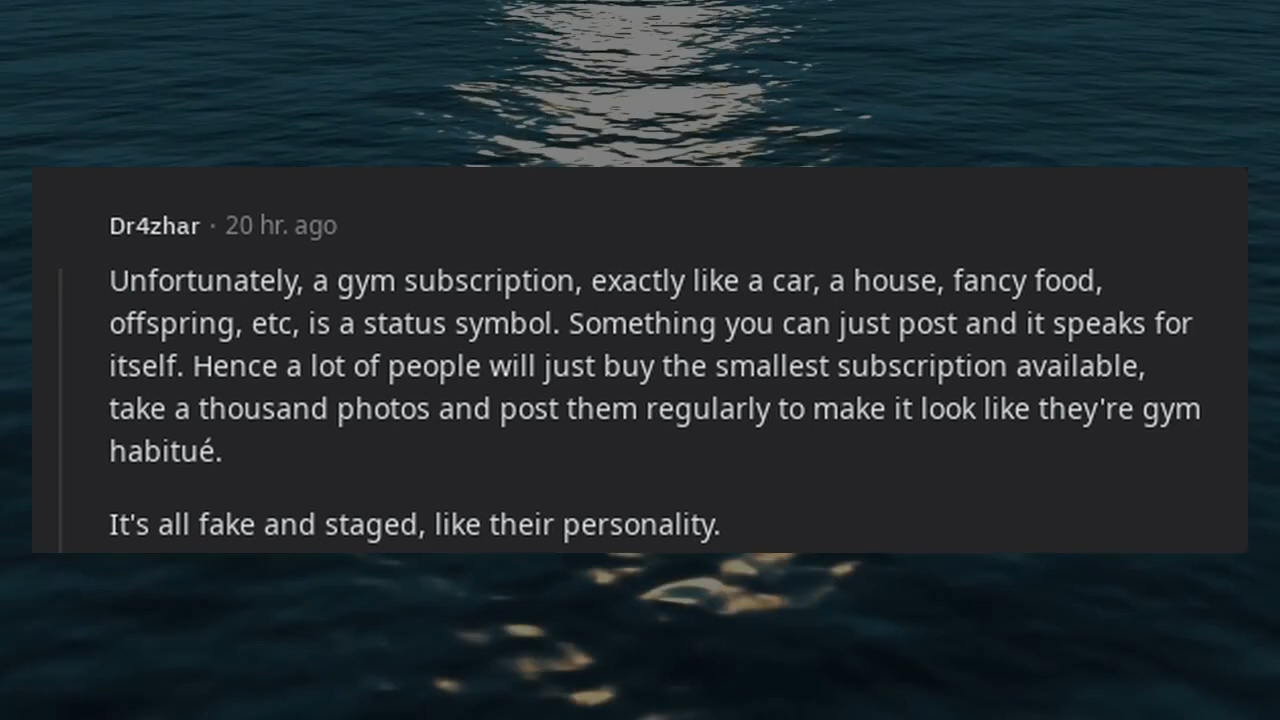 Dr4zhar · 20 hr. ago
Unfortunately, a gym subscription, exactly like a car, a house, fancy food,
offspring, etc, is a status symbol. Something you can just post and it speaks for
itself. Hence a lot of people will just buy the smallest subscription available,
take a thousand photos and post them regularly to make it look like they're gym
habitué.
It's all fake and staged, like their personality.